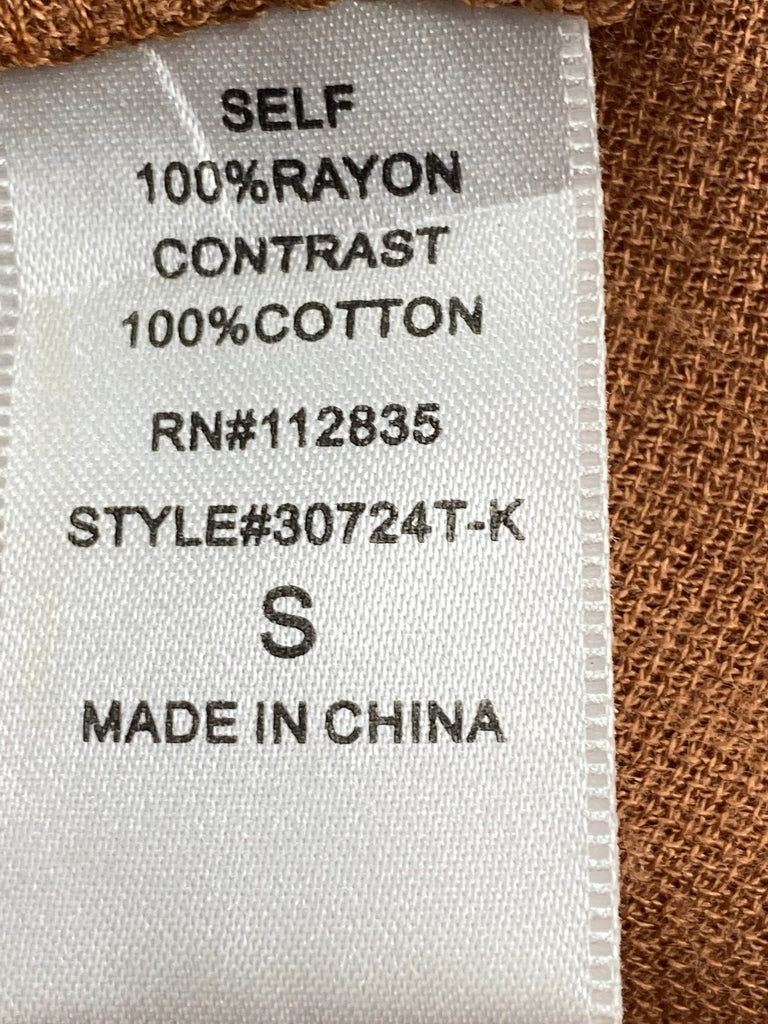 SELF
100%RAYON
CONTRAST
100%COTTON
RN#112835
STYLE#30724T-K
S
MADE IN CHINA